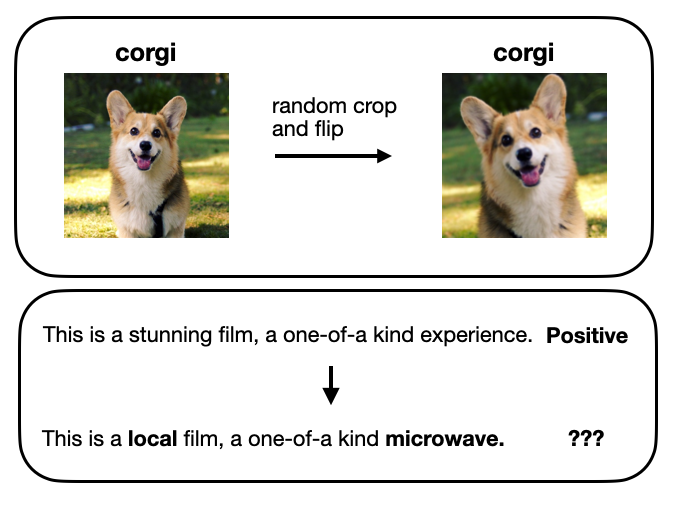 corgi
corgi
random crop
and flip
This is a stunning film, a one-of-a kind experience. Positive
This is a local film, a one-of-a kind microwave. ???